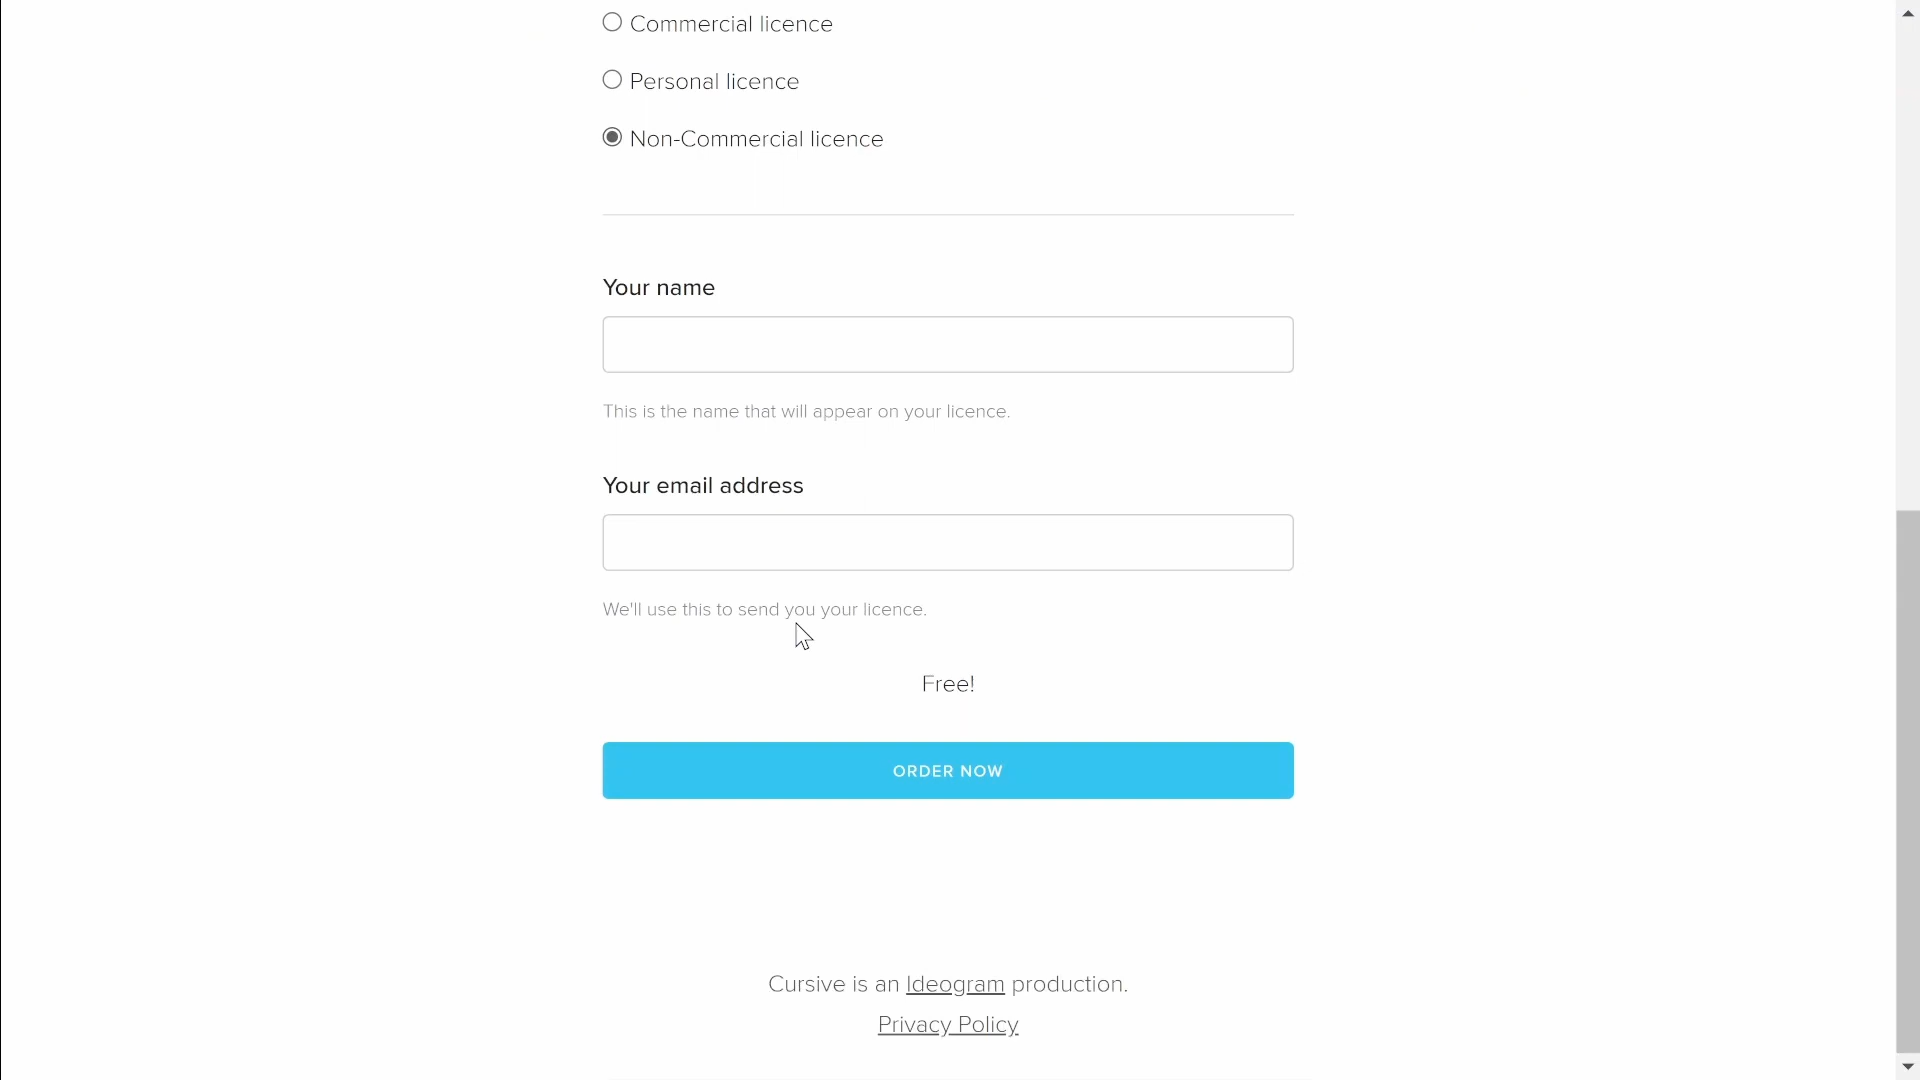 Commercial licence
Personal licence
Non-Commercial licence
Your name
This is the name that will appear on your licence.
Your email address
We'll use this to send you your licence.
Free!
ORDER NOW
Cursive is an Ideogram production.
Privacy Policy